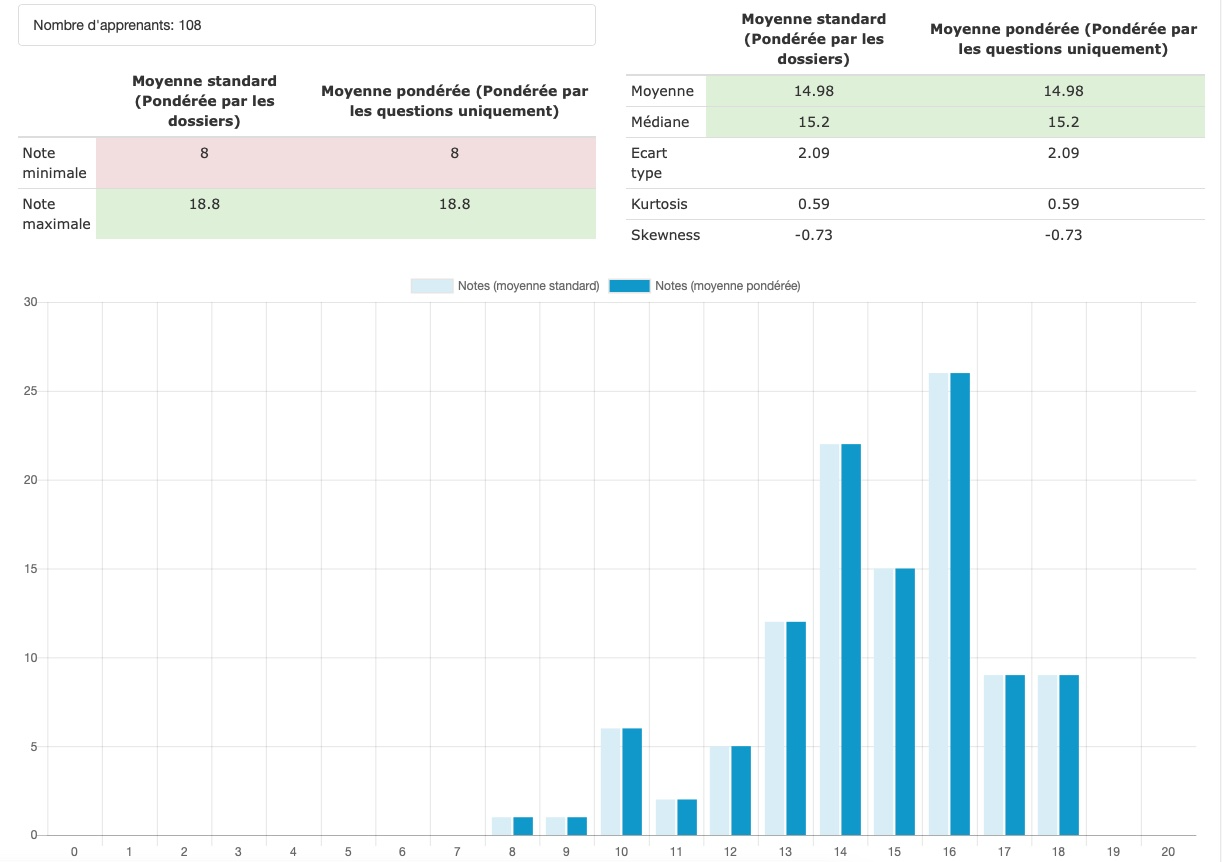 Nombre d'apprenants: 108
Moyenne standard
(Pondérée par les
dossiers)
Moyenne pondérée (Pondérée par
les questions uniquement)
Note
minimale
8
8
Note
maximale
18.8
18.8
Moyenne standard
(Pondérée par les
dossiers)
Moyenne pondérée (Pondérée par
les questions uniquement)
Moyenne 14.98 14.98
Médiane 15.2 15.2
Ecart
type
2.09
2.09
Kurtosis 0.59 0.59
Skewness -0.73 -0.73
Notes (moyenne standard) Notes (moyenne pondérée)
30
25
20
15
10
5
0
0 1 2 3 4 5 6 7 8 9 10 11 12 13 14 15 16 17 18 19 20